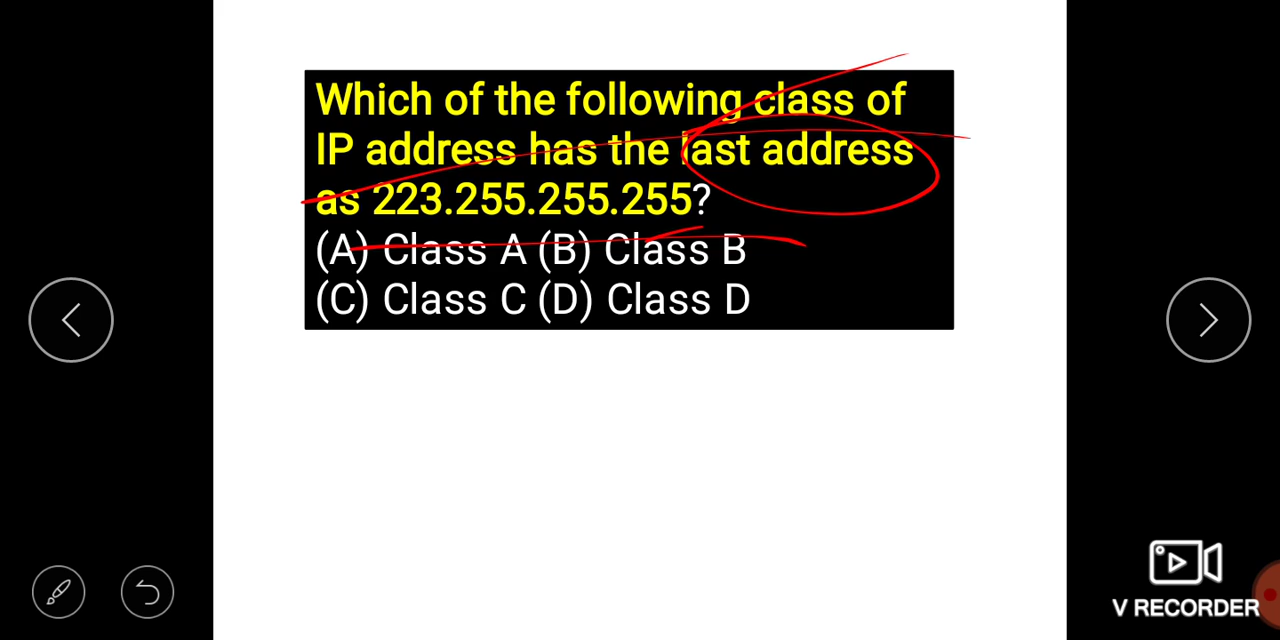 Which of the following class of
IP address has the last address
as 223.255.255.255?
(A) Class A (B) Class B
(C) Class C (D) Class D
V RECORDER